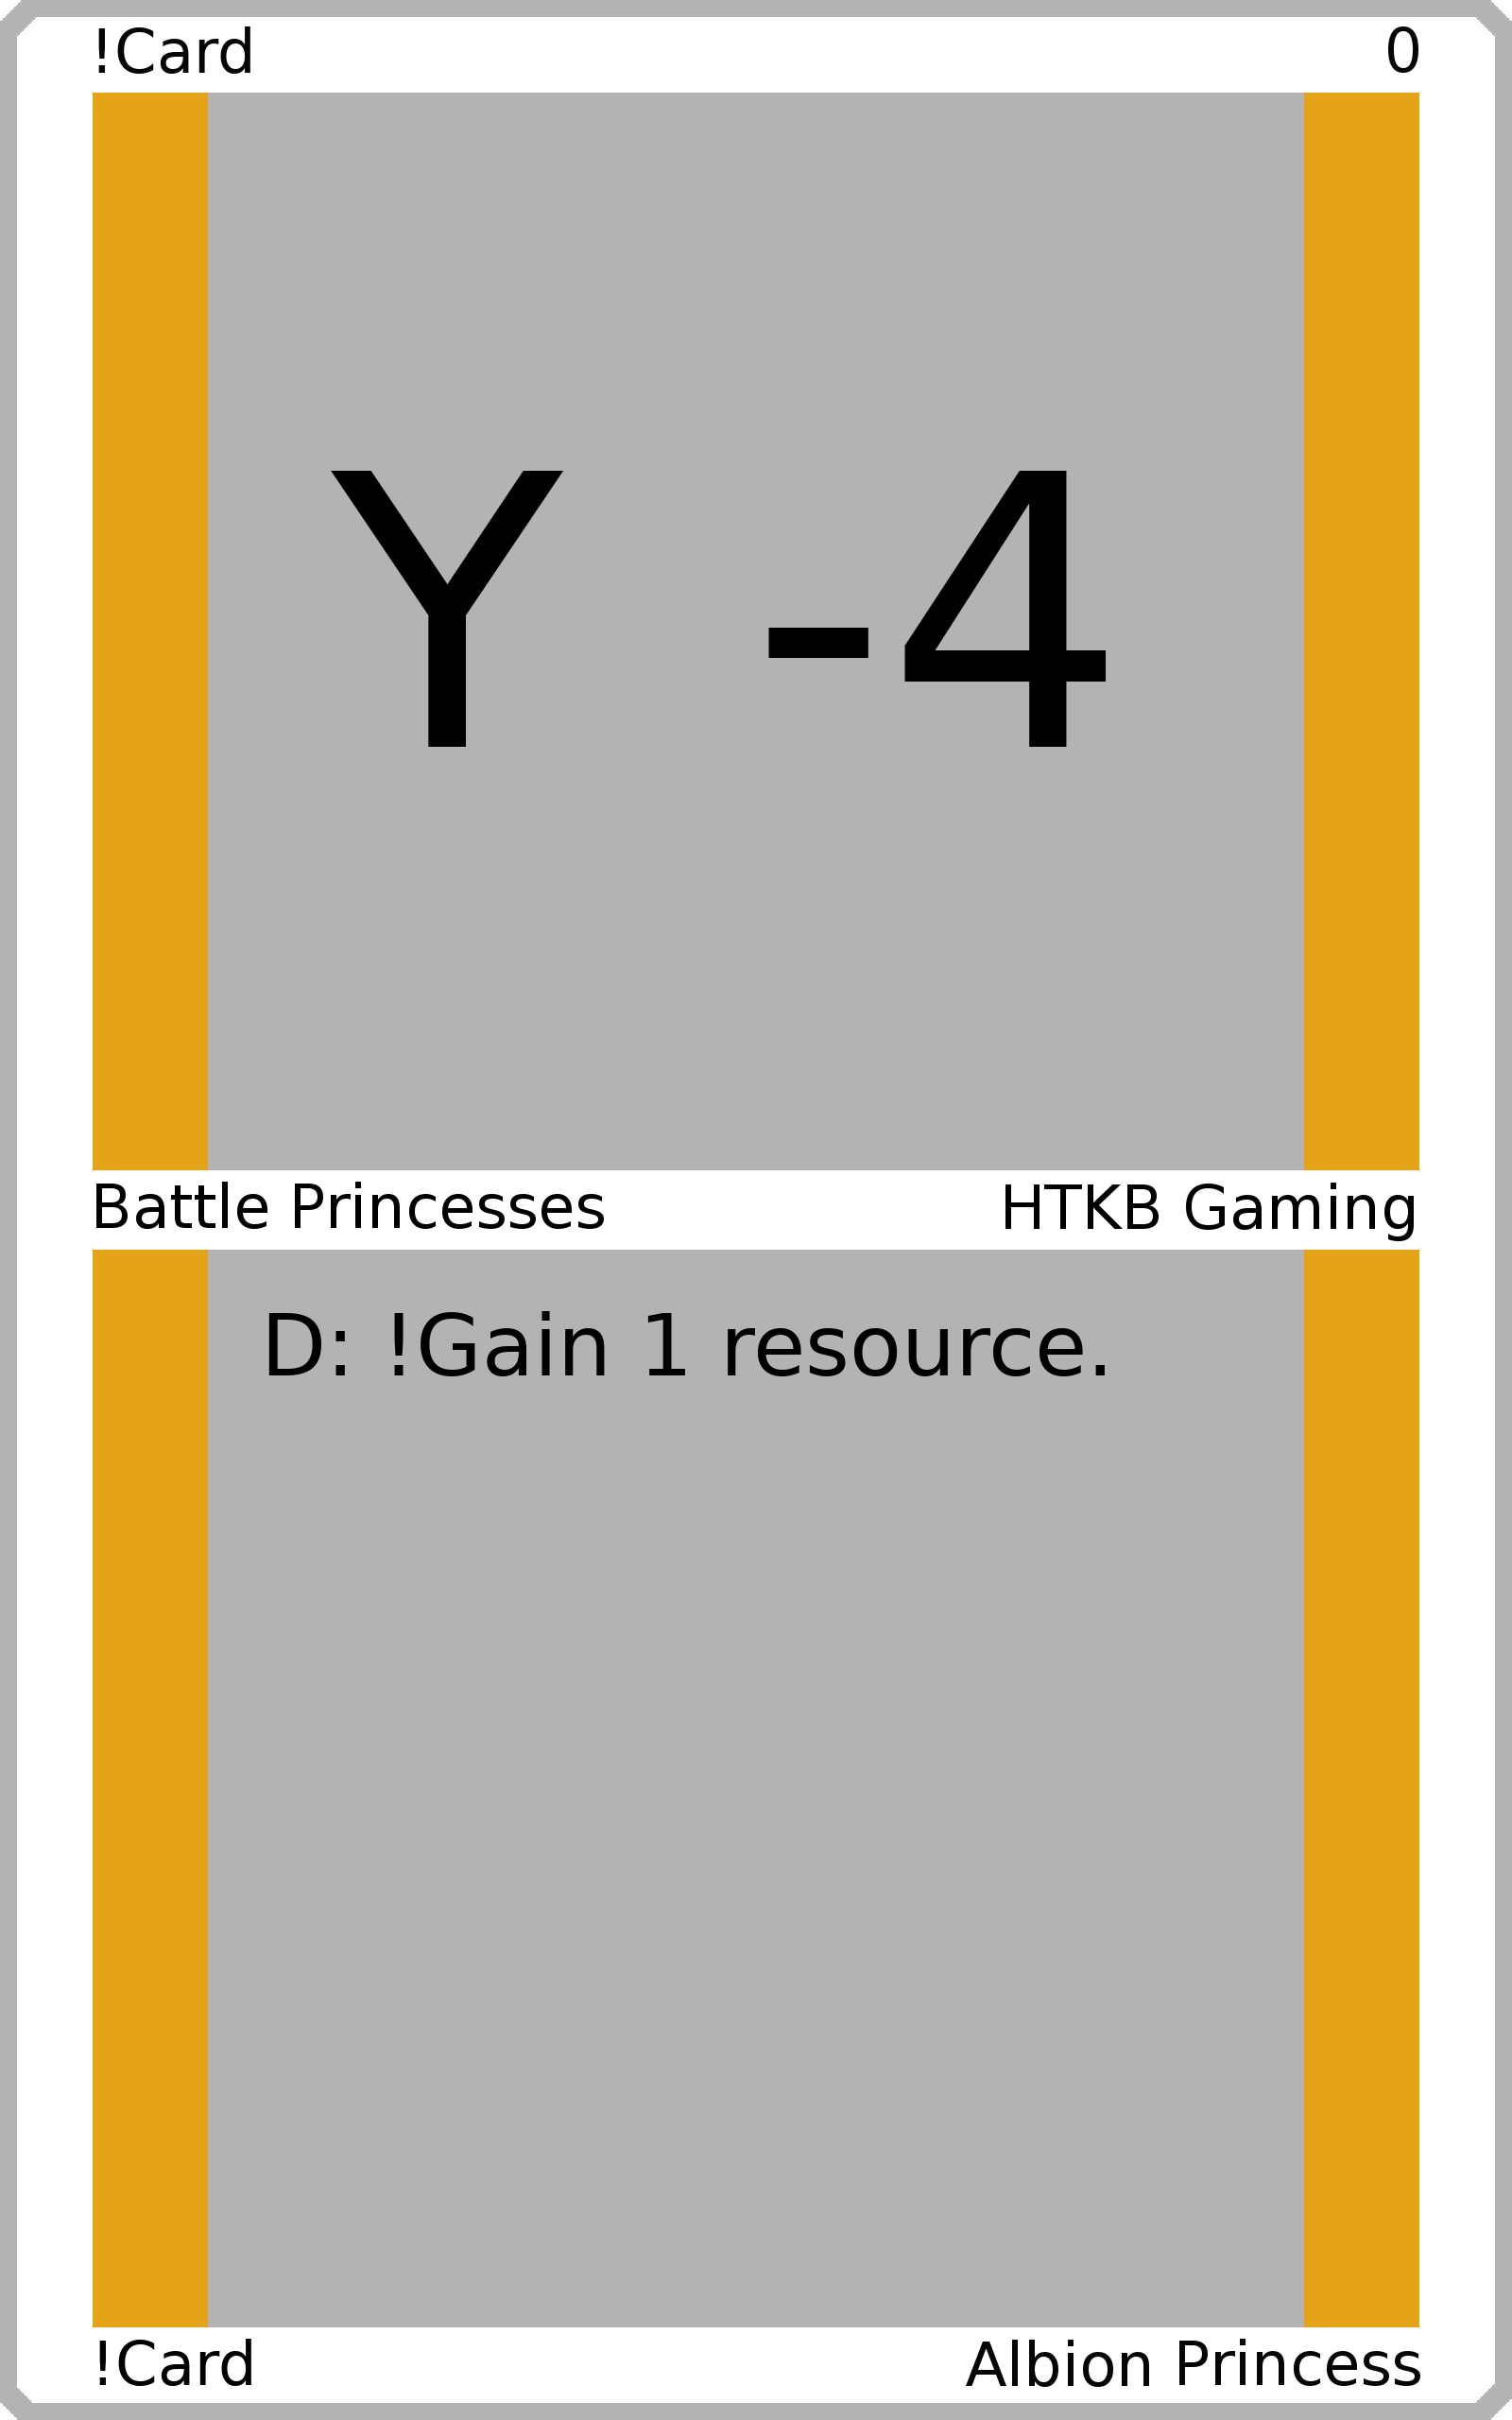 !Card 0
Y -4
Battle Princesses HTKB Gaming
D: !Gain 1 resource.
!Card Albion Princess